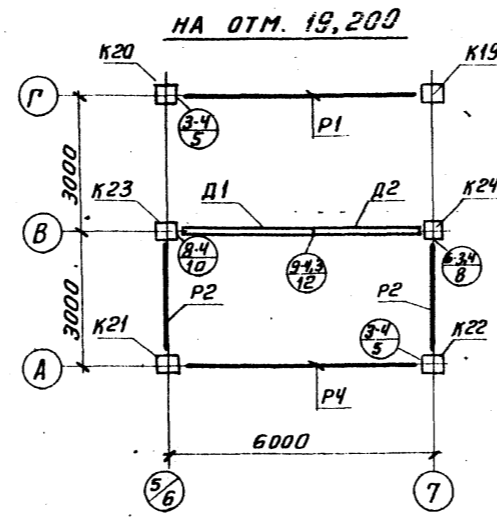 НА ОТМ. 19,200
К20
К19
Г
3-4
5
Р1
3000
К23
Д1
Д2
К24
В
8-4
10
9-4,3
12
6-3,4
8
3000
Р2
Р2
К21
3-4
5
К22
А
Р4
6000
5/6
7